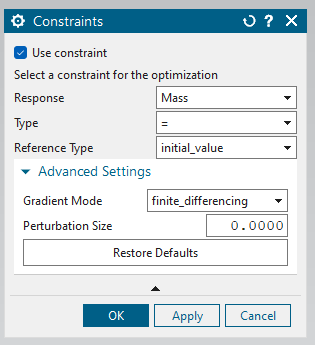 Constraints
Use constraint
Select a constraint for the optimization
Response Mass
Type =
Reference Type initial_value
Advanced Settings
Gradient Mode finite_differencing
Perturbation Size 0.0000
Restore Defaults
OK Apply Cancel